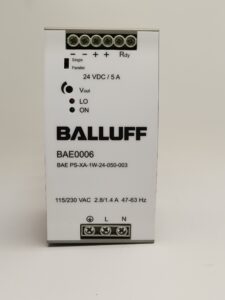 − − + + Rdy
Single
Parallel
24 VDC / 5 A
Vout
LO
ON
BALLUFF
BAE0006
BAE PS-XA-1W-24-050-003
115/230 VAC 2.8/1.4 A 47-63 Hz
L N